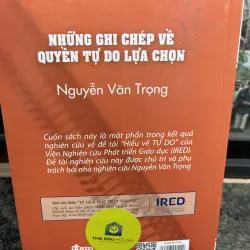 NHỮNG GHI CHÉP VỀ
QUYỀN TỰ DO LỰA CHỌN
Nguyễn Văn Trọng
Cuốn sách này là một phần trong kết quả
nghiên cứu về đề tài "Hiểu về TỰ DO" của
Viện Nghiên cứu Phát triển Giáo dục (IRED).
Đề tài nghiên cứu này được chủ trì và phụ
trách bởi nhà nghiên cứu Nguyễn Văn Trọng.
IRED
THE EDU HOUSE